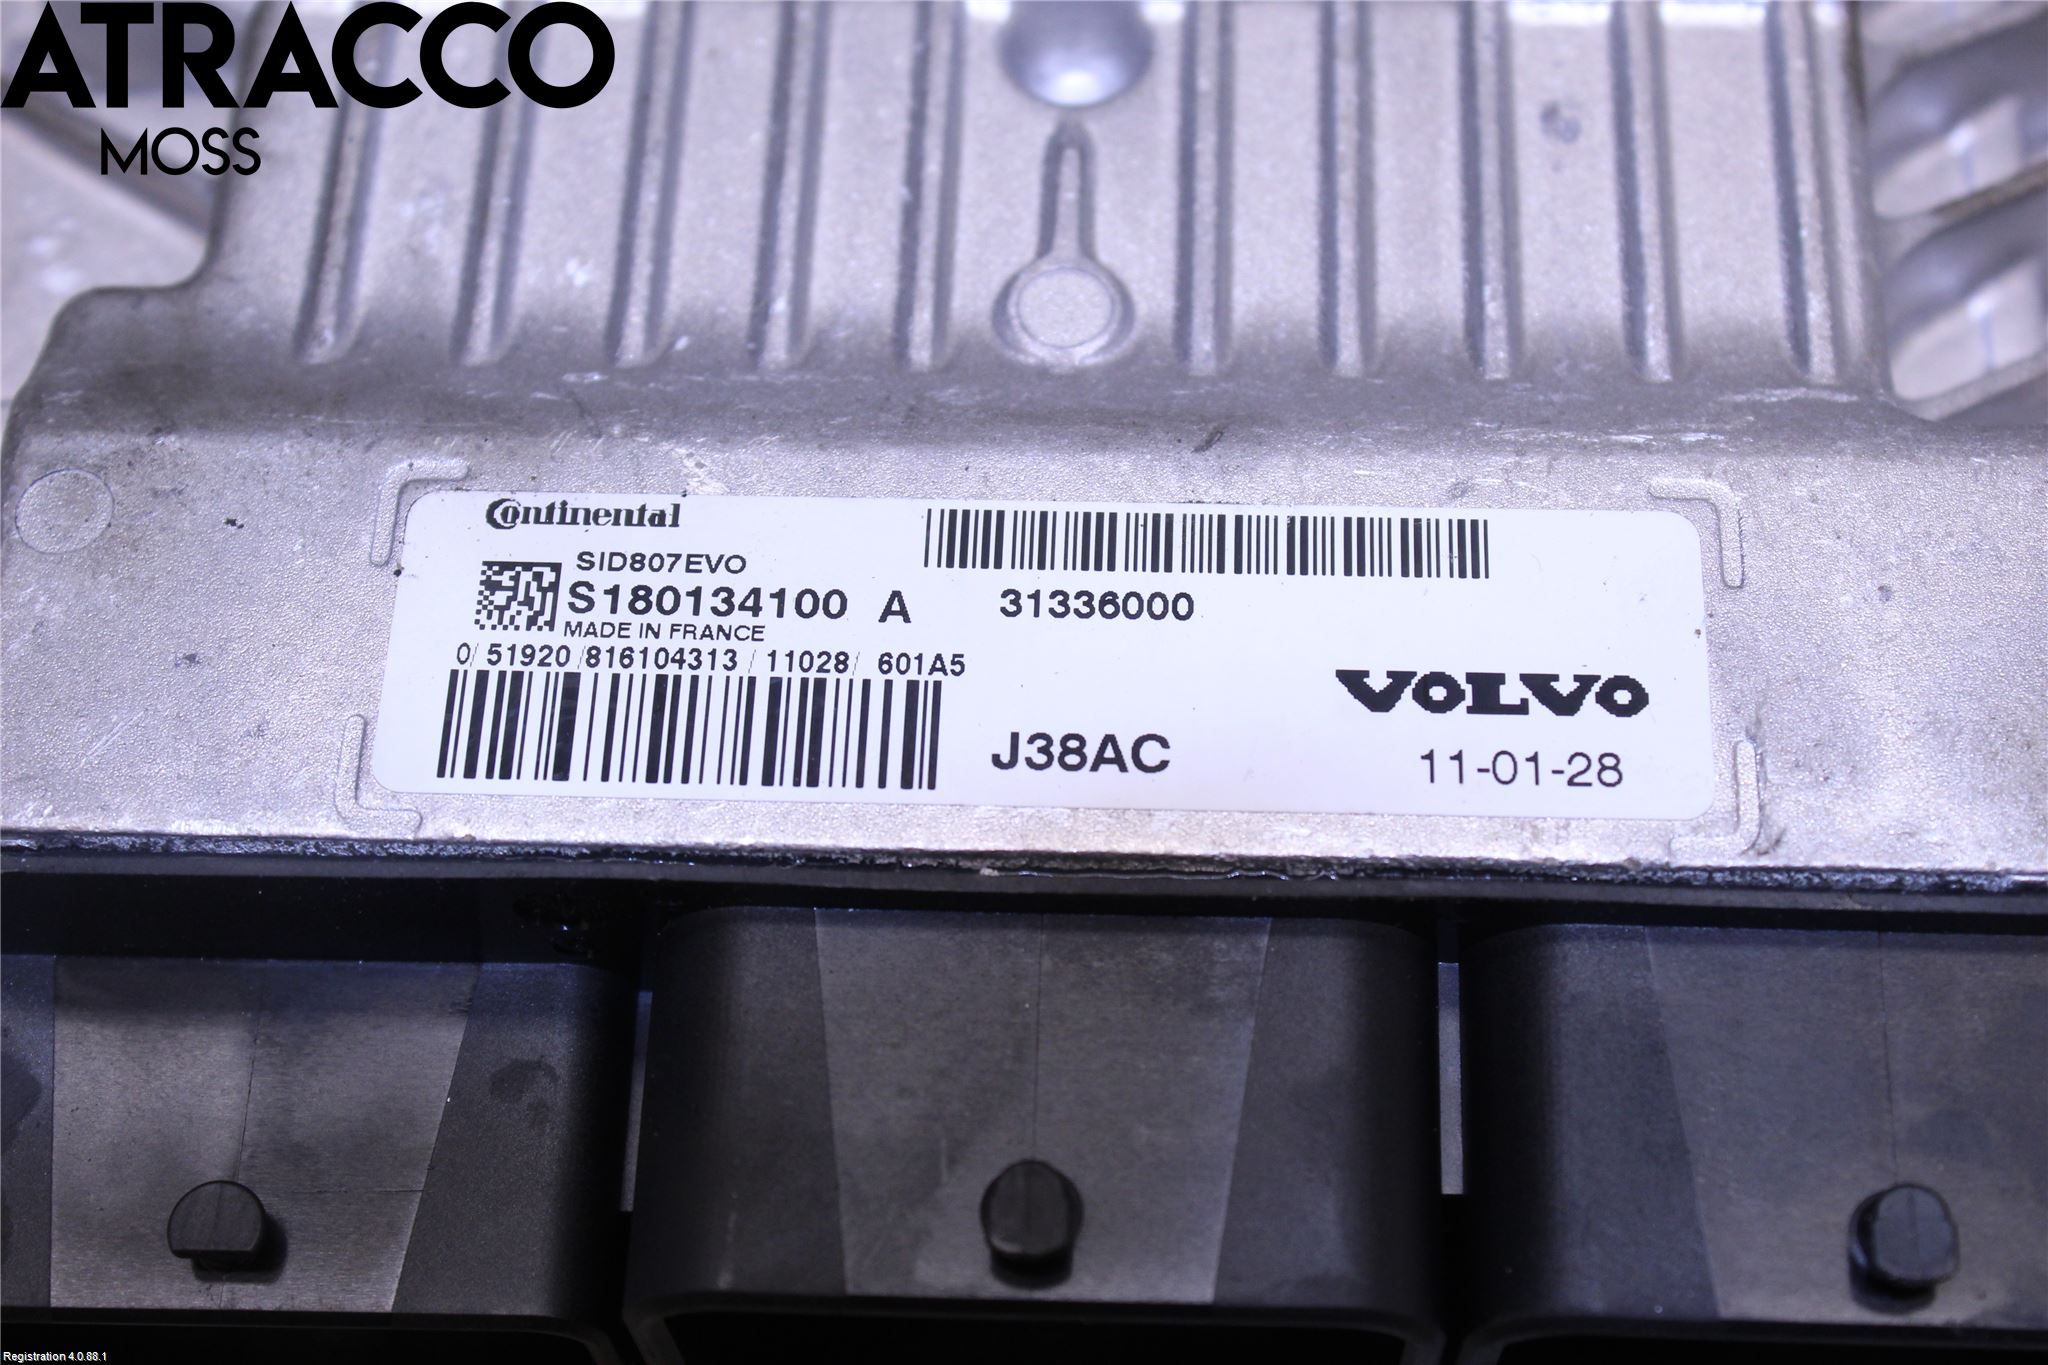 ATRACCO
MOSS
Continental
SID807EVO
S180134100 A 31336000
MADE IN FRANCE
0/ 51920 /816104313 / 11028/ 601A5
VOLVO
J38AC
11-01-28
Registration 4.0.88.1